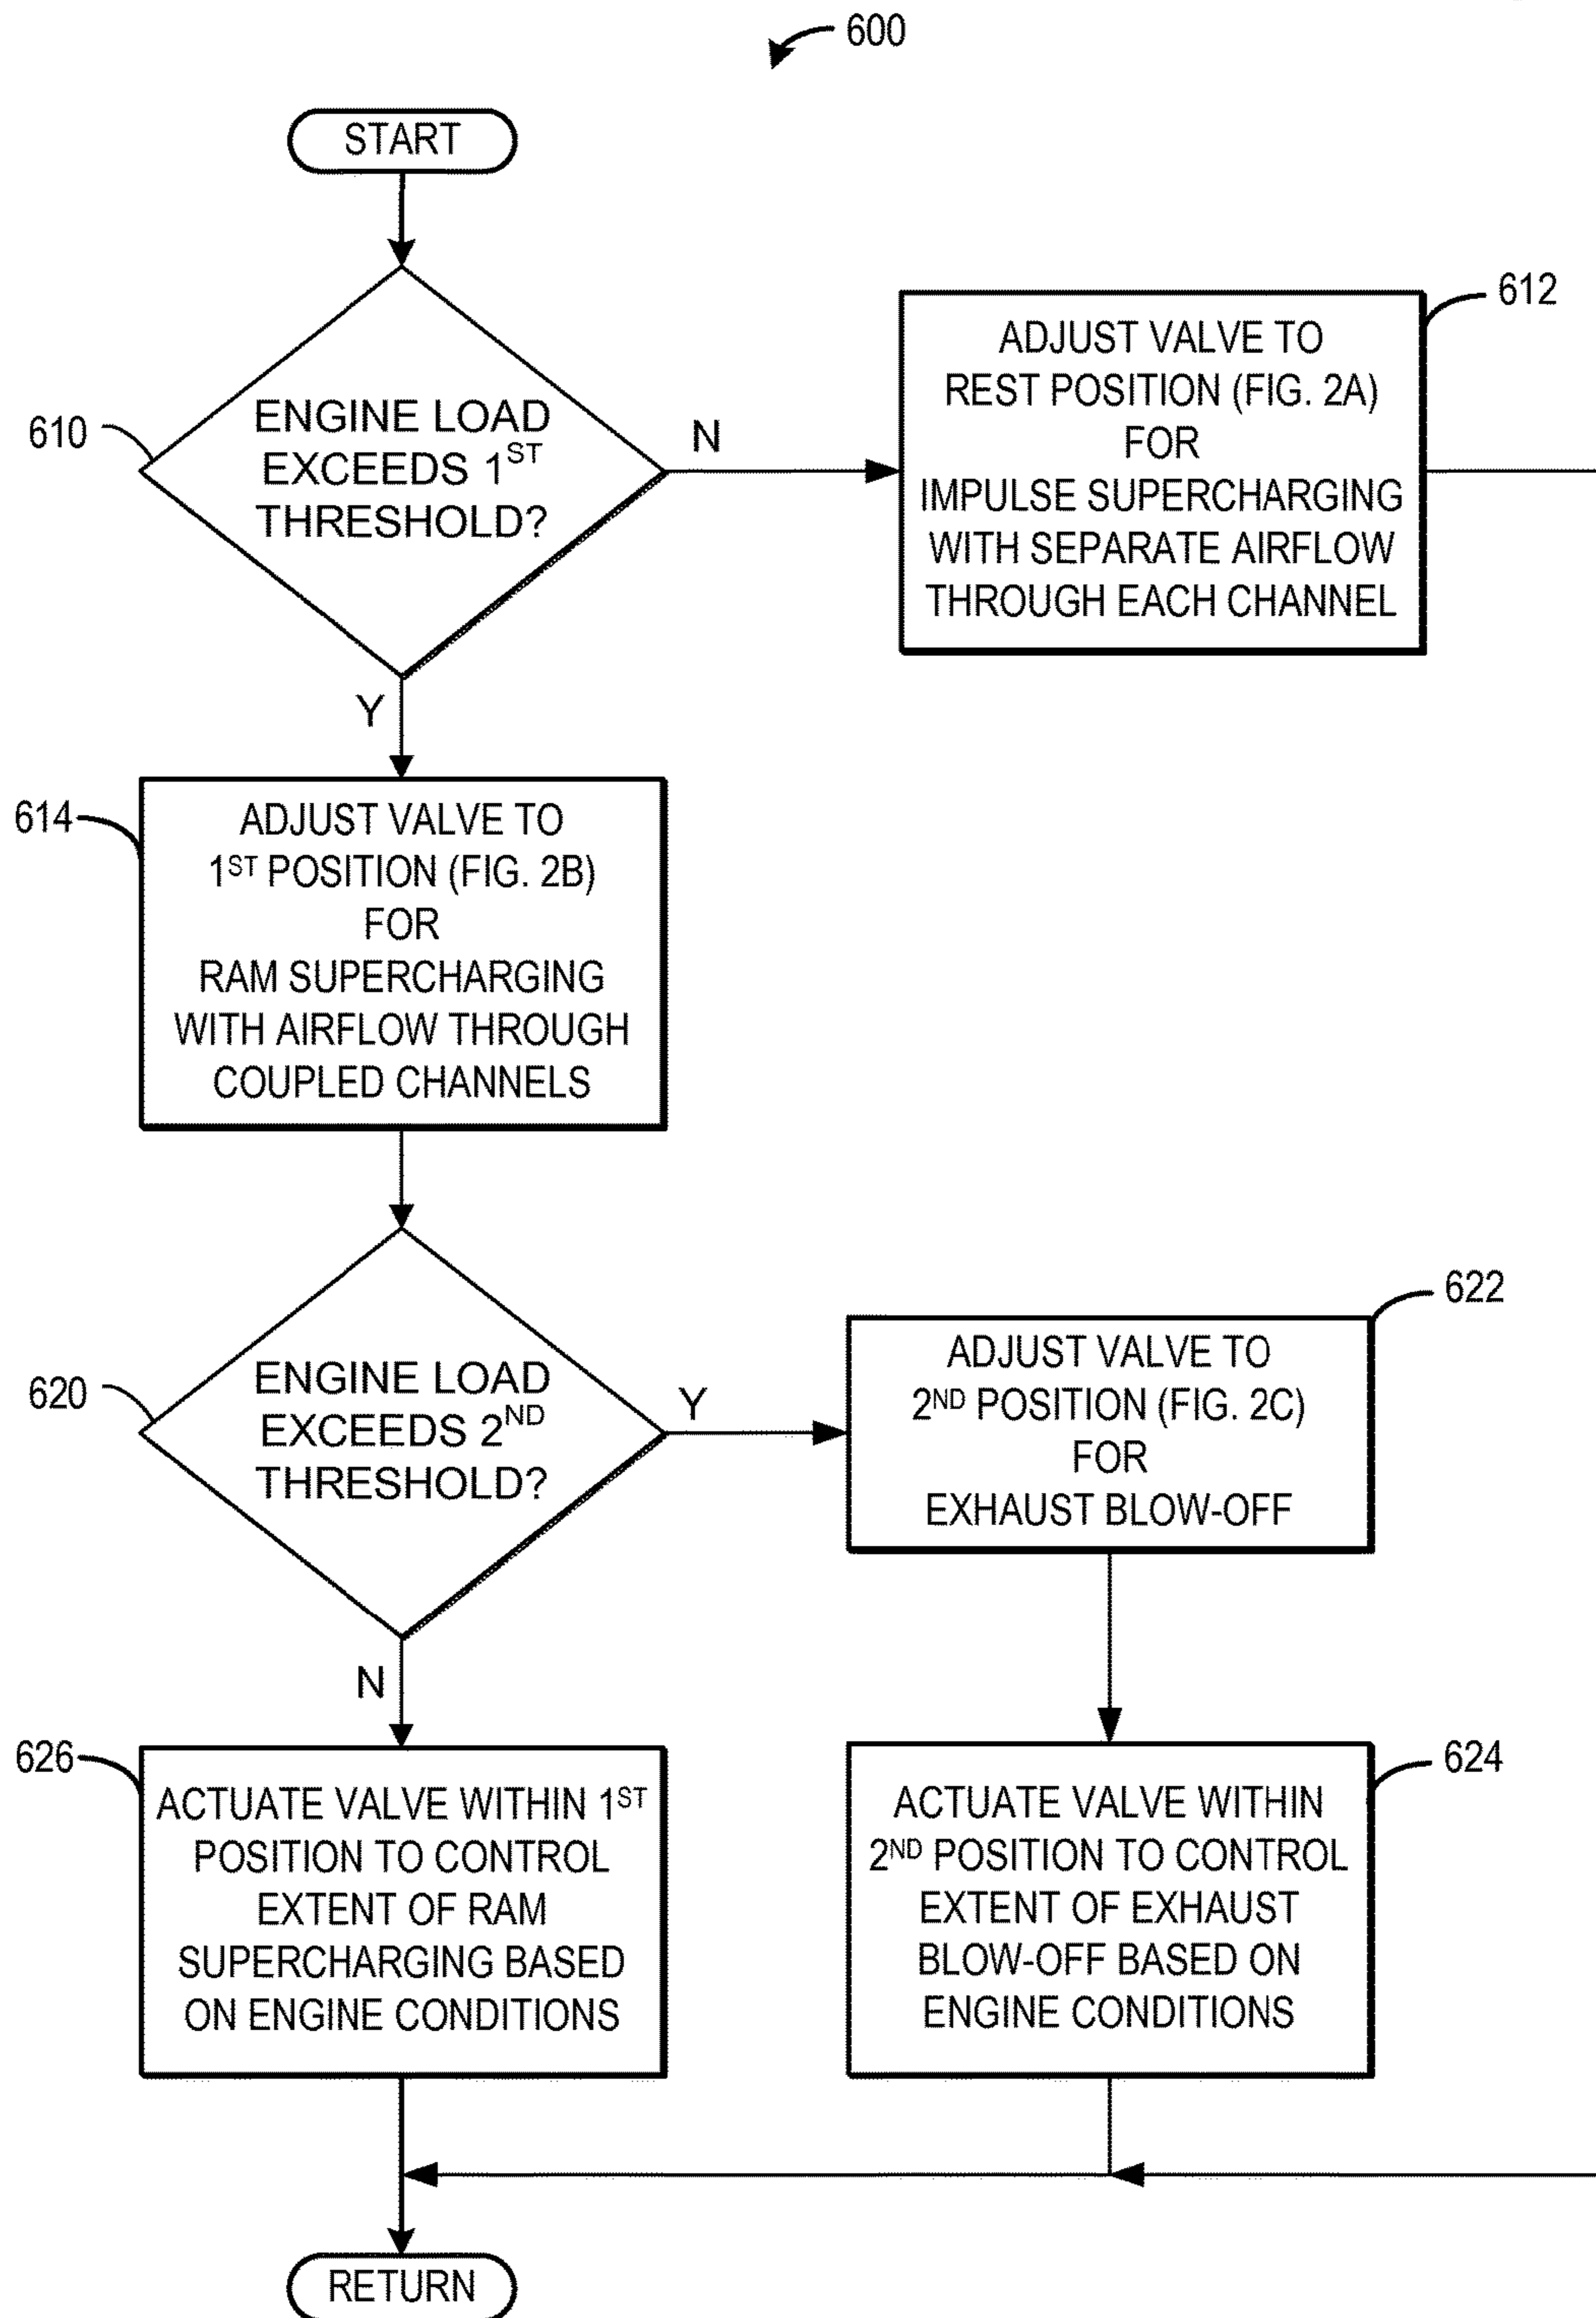 600
START
610
ENGINE LOAD
EXCEEDS 1ST
THRESHOLD?
N
Y
612
ADJUST VALVE TO
REST POSITION (FIG. 2A)
FOR
IMPULSE SUPERCHARGING
WITH SEPARATE AIRFLOW
THROUGH EACH CHANNEL
614
ADJUST VALVE TO
1ST POSITION (FIG. 2B)
FOR
RAM SUPERCHARGING
WITH AIRFLOW THROUGH
COUPLED CHANNELS
620
ENGINE LOAD
EXCEEDS 2ND
THRESHOLD?
Y
N
622
ADJUST VALVE TO
2ND POSITION (FIG. 2C)
FOR
EXHAUST BLOW-OFF
626
ACTUATE VALVE WITHIN 1ST
POSITION TO CONTROL
EXTENT OF RAM
SUPERCHARGING BASED
ON ENGINE CONDITIONS
624
ACTUATE VALVE WITHIN
2ND POSITION TO CONTROL
EXTENT OF EXHAUST
BLOW-OFF BASED ON
ENGINE CONDITIONS
RETURN